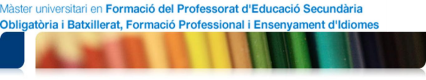 Màster universitari en Formació del Professorat d'Educació Secundària
Obligatòria i Batxillerat, Formació Professional i Ensenyament d'Idiomes